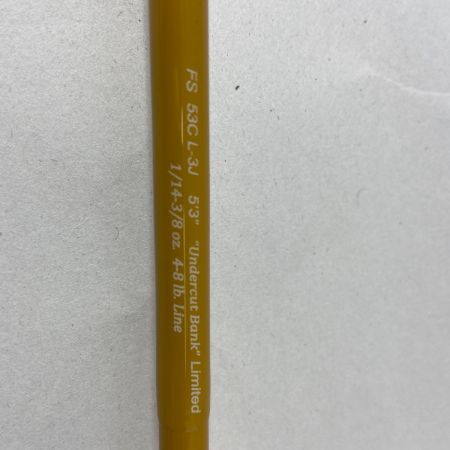 FS 53C L-3J 5'3" "Undercut Bank" Limited
1/14-3/8 oz. 4-8 lb. Line